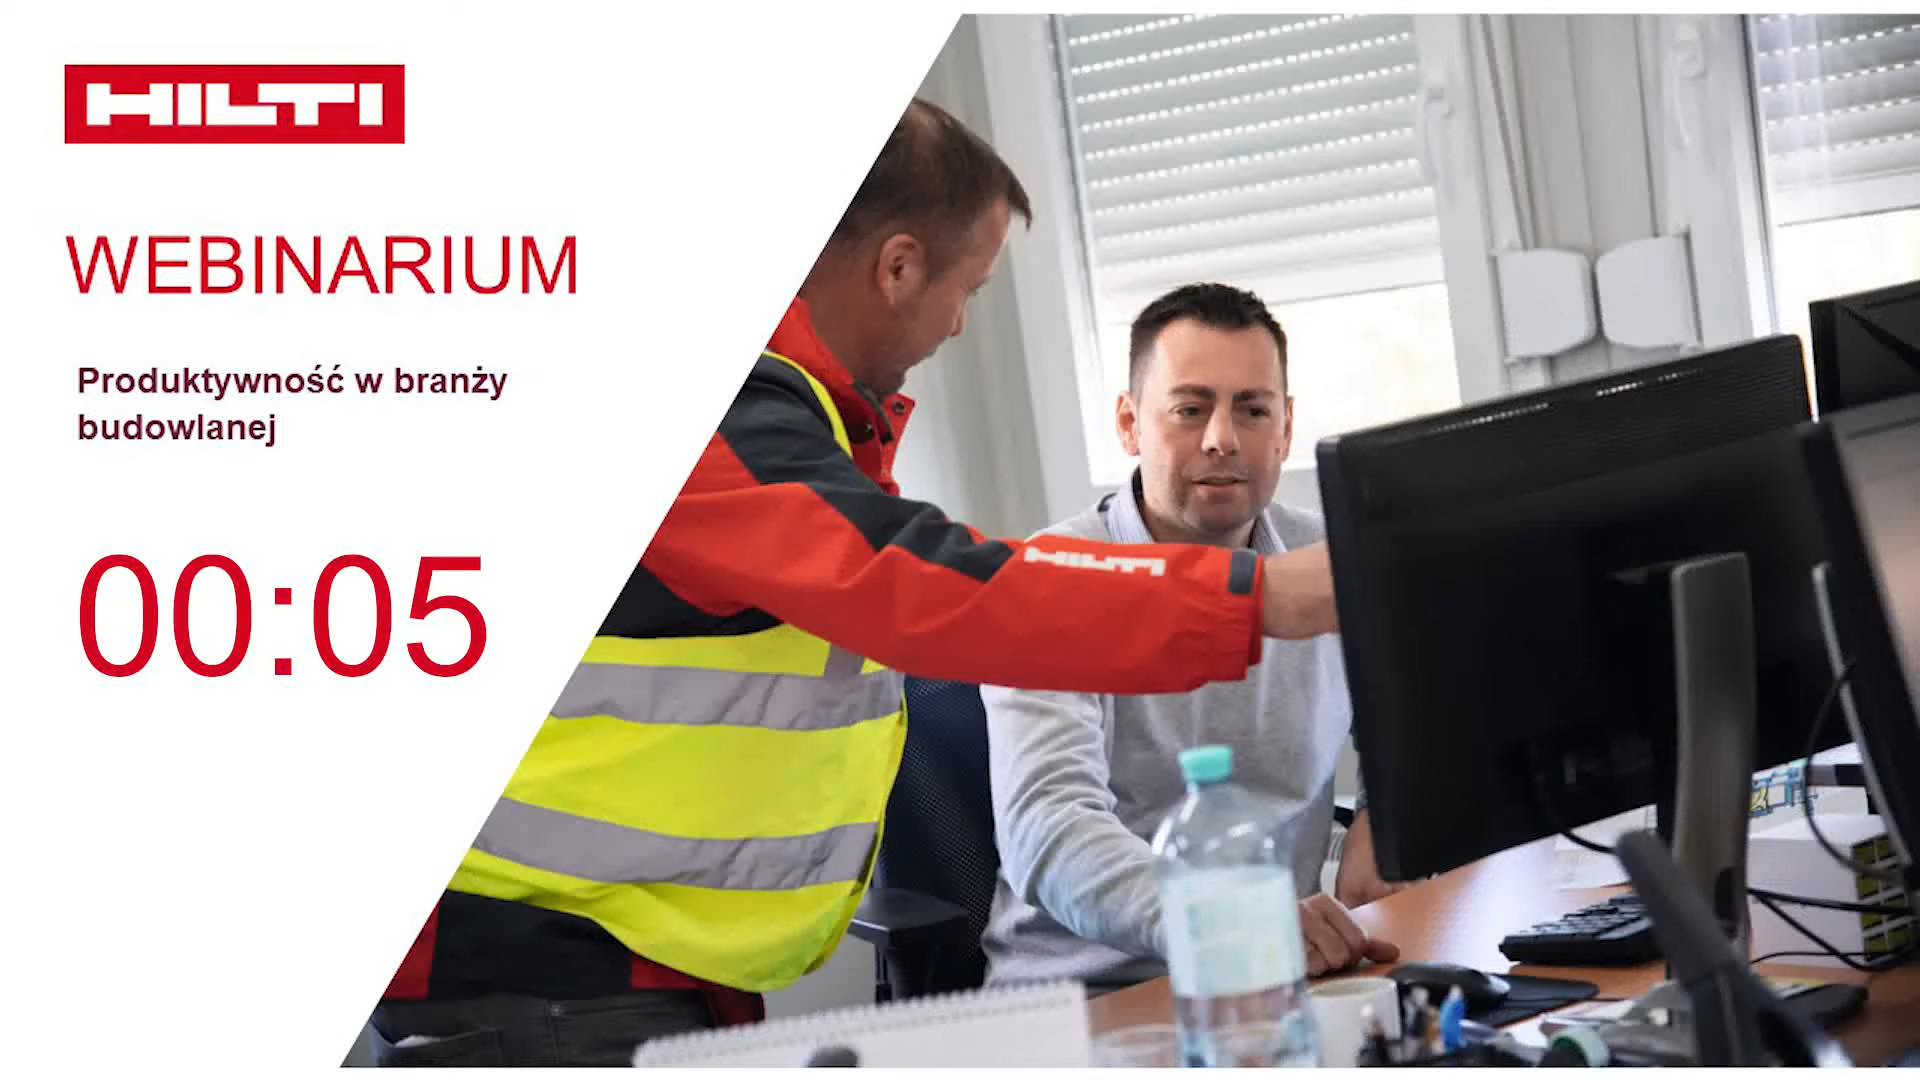 HILTI
WEBINARIUM
Produktywność w branży
budowlanej
00:05
HILTI